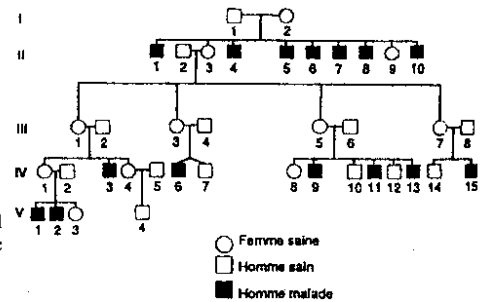 I
1 2
II
1 2 3 4 5 6 7 8 9 10
III
1 2 3 4 5 6 7 8
IV
1 2 3 4 5 6 7 8 9 10 11 12 13 14 15
V
1 2 3 4
Femme saine
Homme sain
Homme malade